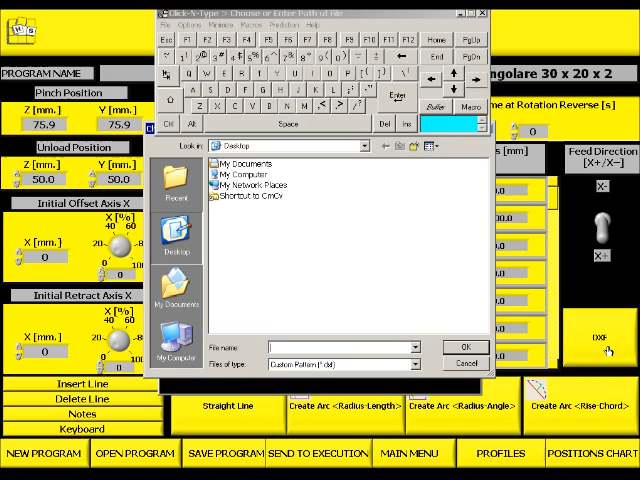 Click-N-Type > Choose or Enter Path of File
File Options Minimize Macros Prediction Help
Esc F1 F2 F3 F4 F5 F6 F7 F8 F9 F10 F11 F12 Home PgUp
End PgDn
Q W E R T Y U I O P
A S D F G H J K L
Enter
Z X C V B N M
Buffer Macro
Ctrl Alt Space Del Ins
PROGRAM NAME
ngolare 30 x 20 x 2
Pinch Position
Z [mm.] Y [mm.]
75.9 75.9
me at Rotation Reverse [s]
0
Unload Position
Z [mm.] Y [mm.]
50.0 50.0
Look in: Desktop
My Documents
My Computer
My Network Places
Shortcut to CmCv
Recent
Desktop
My Documents
My Computer
s [mm]
Feed Direction
[X+/X-]
X-
X+
Initial Offset Axis X
X [%]
40 60
X [mm.]
20
0
0
Initial Retract Axis X
X [%]
40 60
X [mm.]
20
0
0
DXF
File name: OK
Files of type: Custom Pattern (*.dxf) Cancel
Insert Line
Delete Line
Notes
Keyboard
Straight Line
Create Arc <Radius-Length>
Create Arc <Radius-Angle>
Create Arc <Rise-Chord>
NEW PROGRAM OPEN PROGRAM SAVE PROGRAM SEND TO EXECUTION MAIN MENU PROFILES POSITIONS CHART